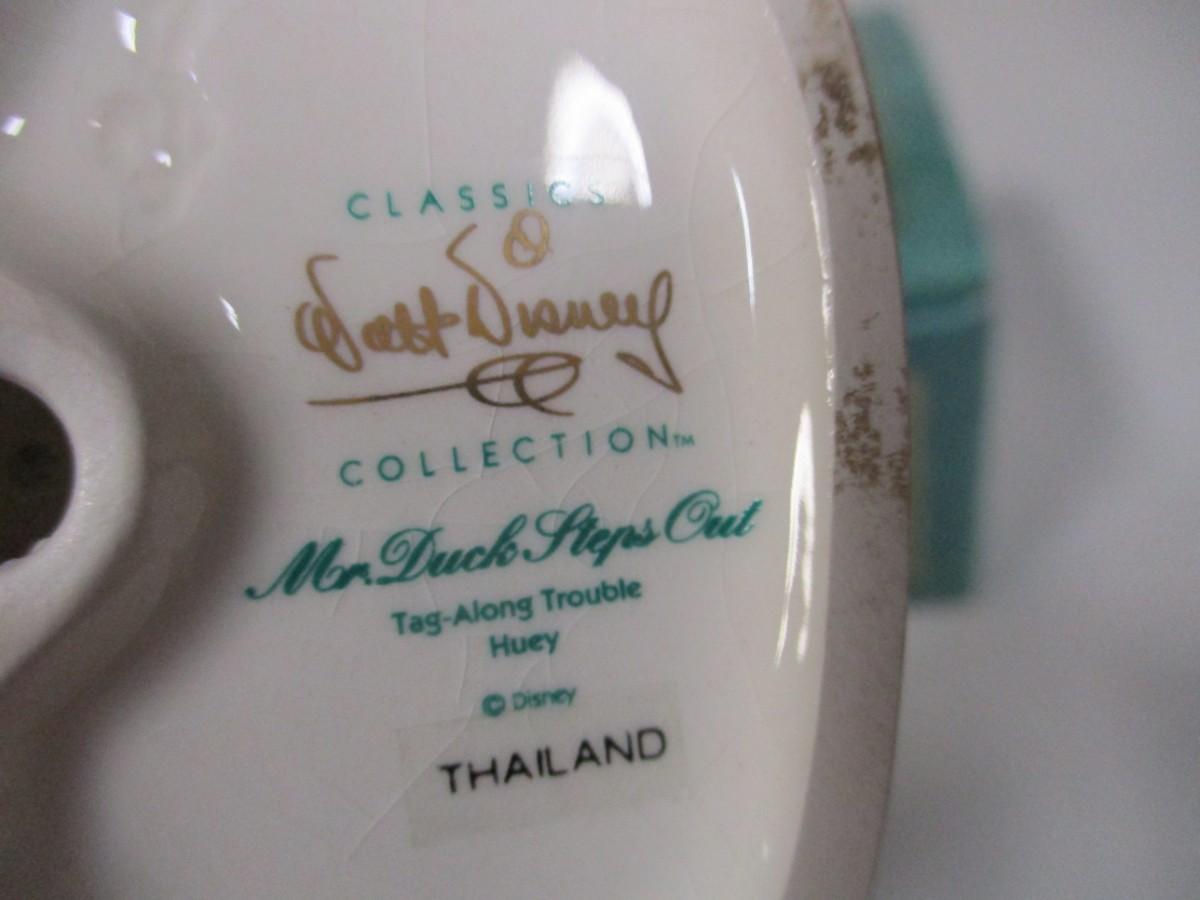 CLASSICS
Walt Disney
COLLECTION™
Mr. Duck Steps Out
Tag-Along Trouble
Huey
© Disney
THAILAND